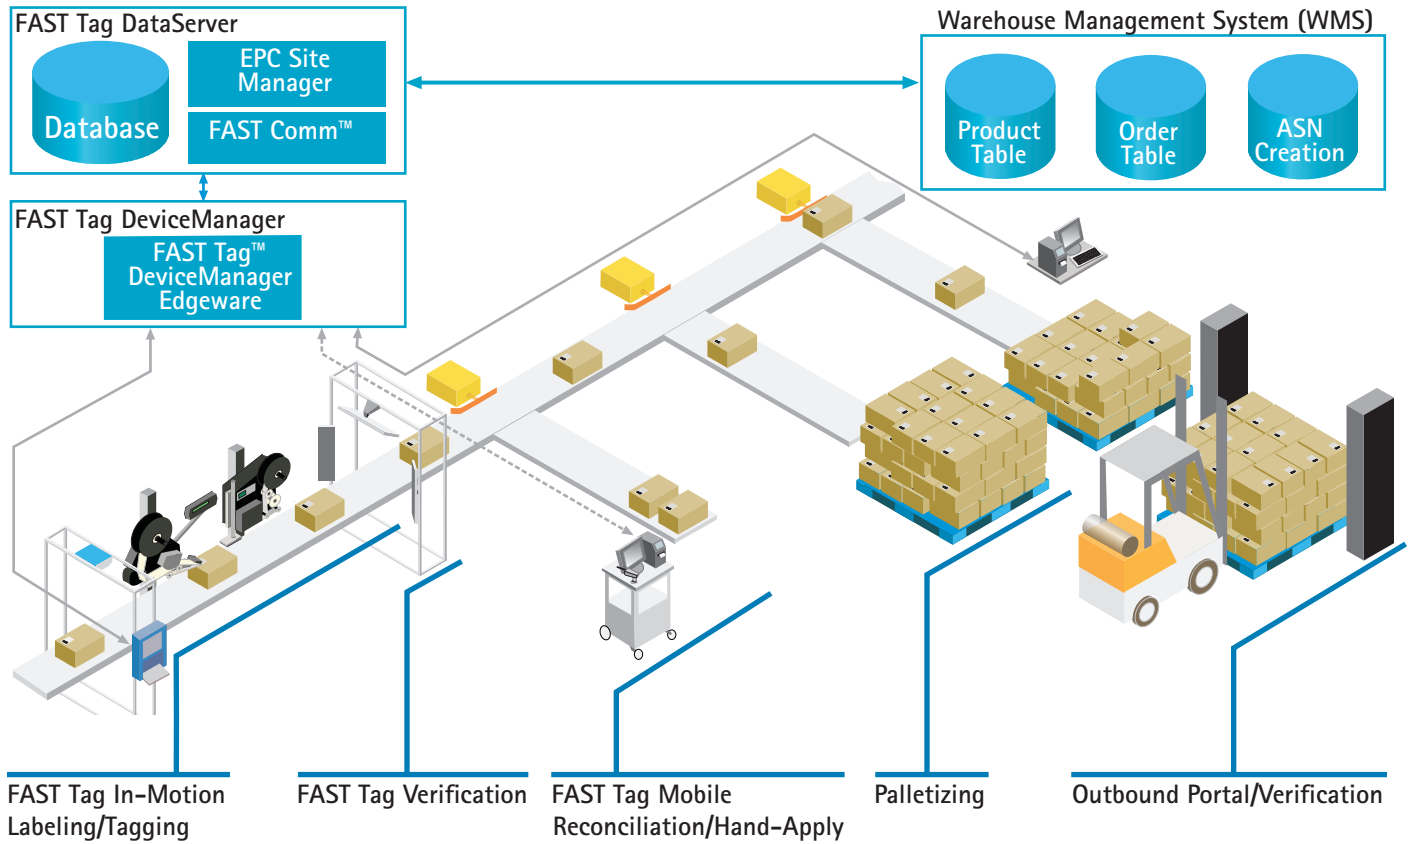 FAST Tag DataServer
Database
EPC Site
Manager
FAST Comm™
Warehouse Management System (WMS)
Product
Table
Order
Table
ASN
Creation
FAST Tag DeviceManager
FAST Tag™
DeviceManager
Edgeware
FAST Tag In-Motion
Labeling/Tagging
FAST Tag Verification
FAST Tag Mobile
Reconciliation/Hand-Apply
Palletizing
Outbound Portal/Verification